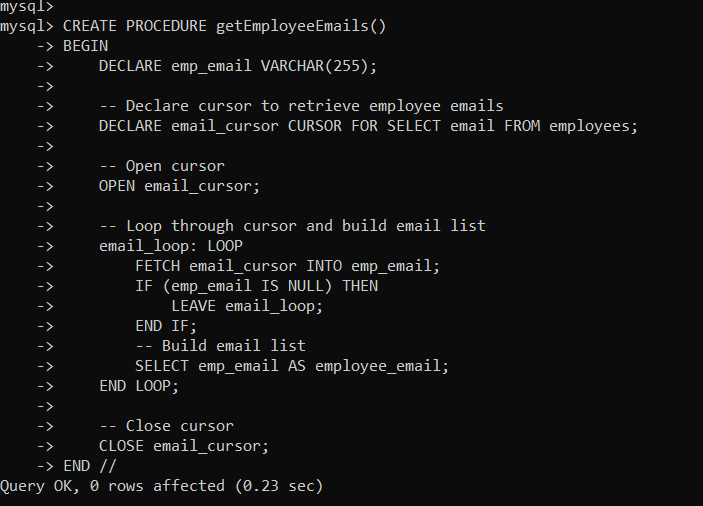 mysql>
mysql> CREATE PROCEDURE getEmployeeEmails()
    -> BEGIN
    ->     DECLARE emp_email VARCHAR(255);
    ->
    ->     -- Declare cursor to retrieve employee emails
    ->     DECLARE email_cursor CURSOR FOR SELECT email FROM employees;
    ->
    ->     -- Open cursor
    ->     OPEN email_cursor;
    ->
    ->     -- Loop through cursor and build email list
    ->     email_loop: LOOP
    ->         FETCH email_cursor INTO emp_email;
    ->         IF (emp_email IS NULL) THEN
    ->             LEAVE email_loop;
    ->         END IF;
    ->         -- Build email list
    ->         SELECT emp_email AS employee_email;
    ->     END LOOP;
    ->
    ->     -- Close cursor
    ->     CLOSE email_cursor;
    -> END //
Query OK, 0 rows affected (0.23 sec)